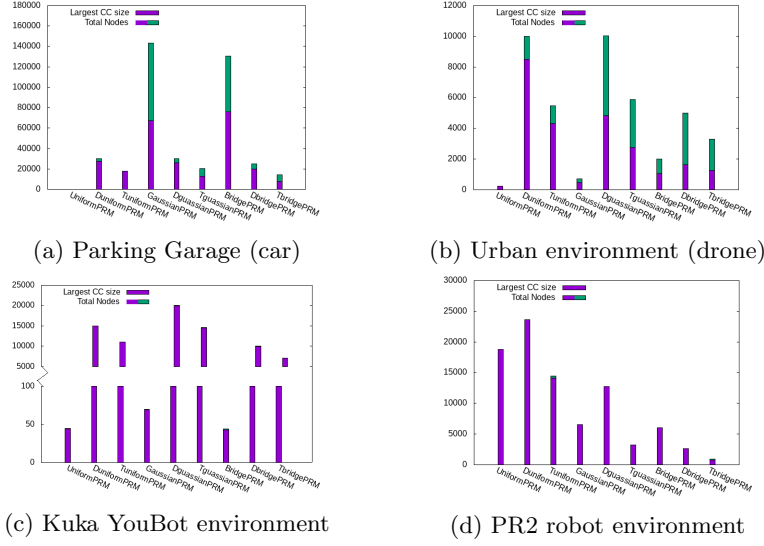 180000
160000
140000
120000
100000
80000
60000
40000
20000
0
Largest CC size
Total Nodes
UniformPRM
DuniformPRM
TuniformPRM
GaussianPRM
DguassianPRM
TguassianPRM
BridgePRM
DbridgePRM
TbridgePRM
(a) Parking Garage (car)
12000
10000
8000
6000
4000
2000
0
Largest CC size
Total Nodes
UniformPRM
DuniformPRM
TuniformPRM
GaussianPRM
DguassianPRM
TguassianPRM
BridgePRM
DbridgePRM
TbridgePRM
(b) Urban environment (drone)
25000
20000
15000
10000
5000
100
50
0
Largest CC size
Total Nodes
UniformPRM
DuniformPRM
TuniformPRM
GaussianPRM
DguassianPRM
TguassianPRM
BridgePRM
DbridgePRM
TbridgePRM
(c) Kuka YouBot environment
30000
25000
20000
15000
10000
5000
0
Largest CC size
Total Nodes
UniformPRM
DuniformPRM
TuniformPRM
GaussianPRM
DguassianPRM
TguassianPRM
BridgePRM
DbridgePRM
TbridgePRM
(d) PR2 robot environment